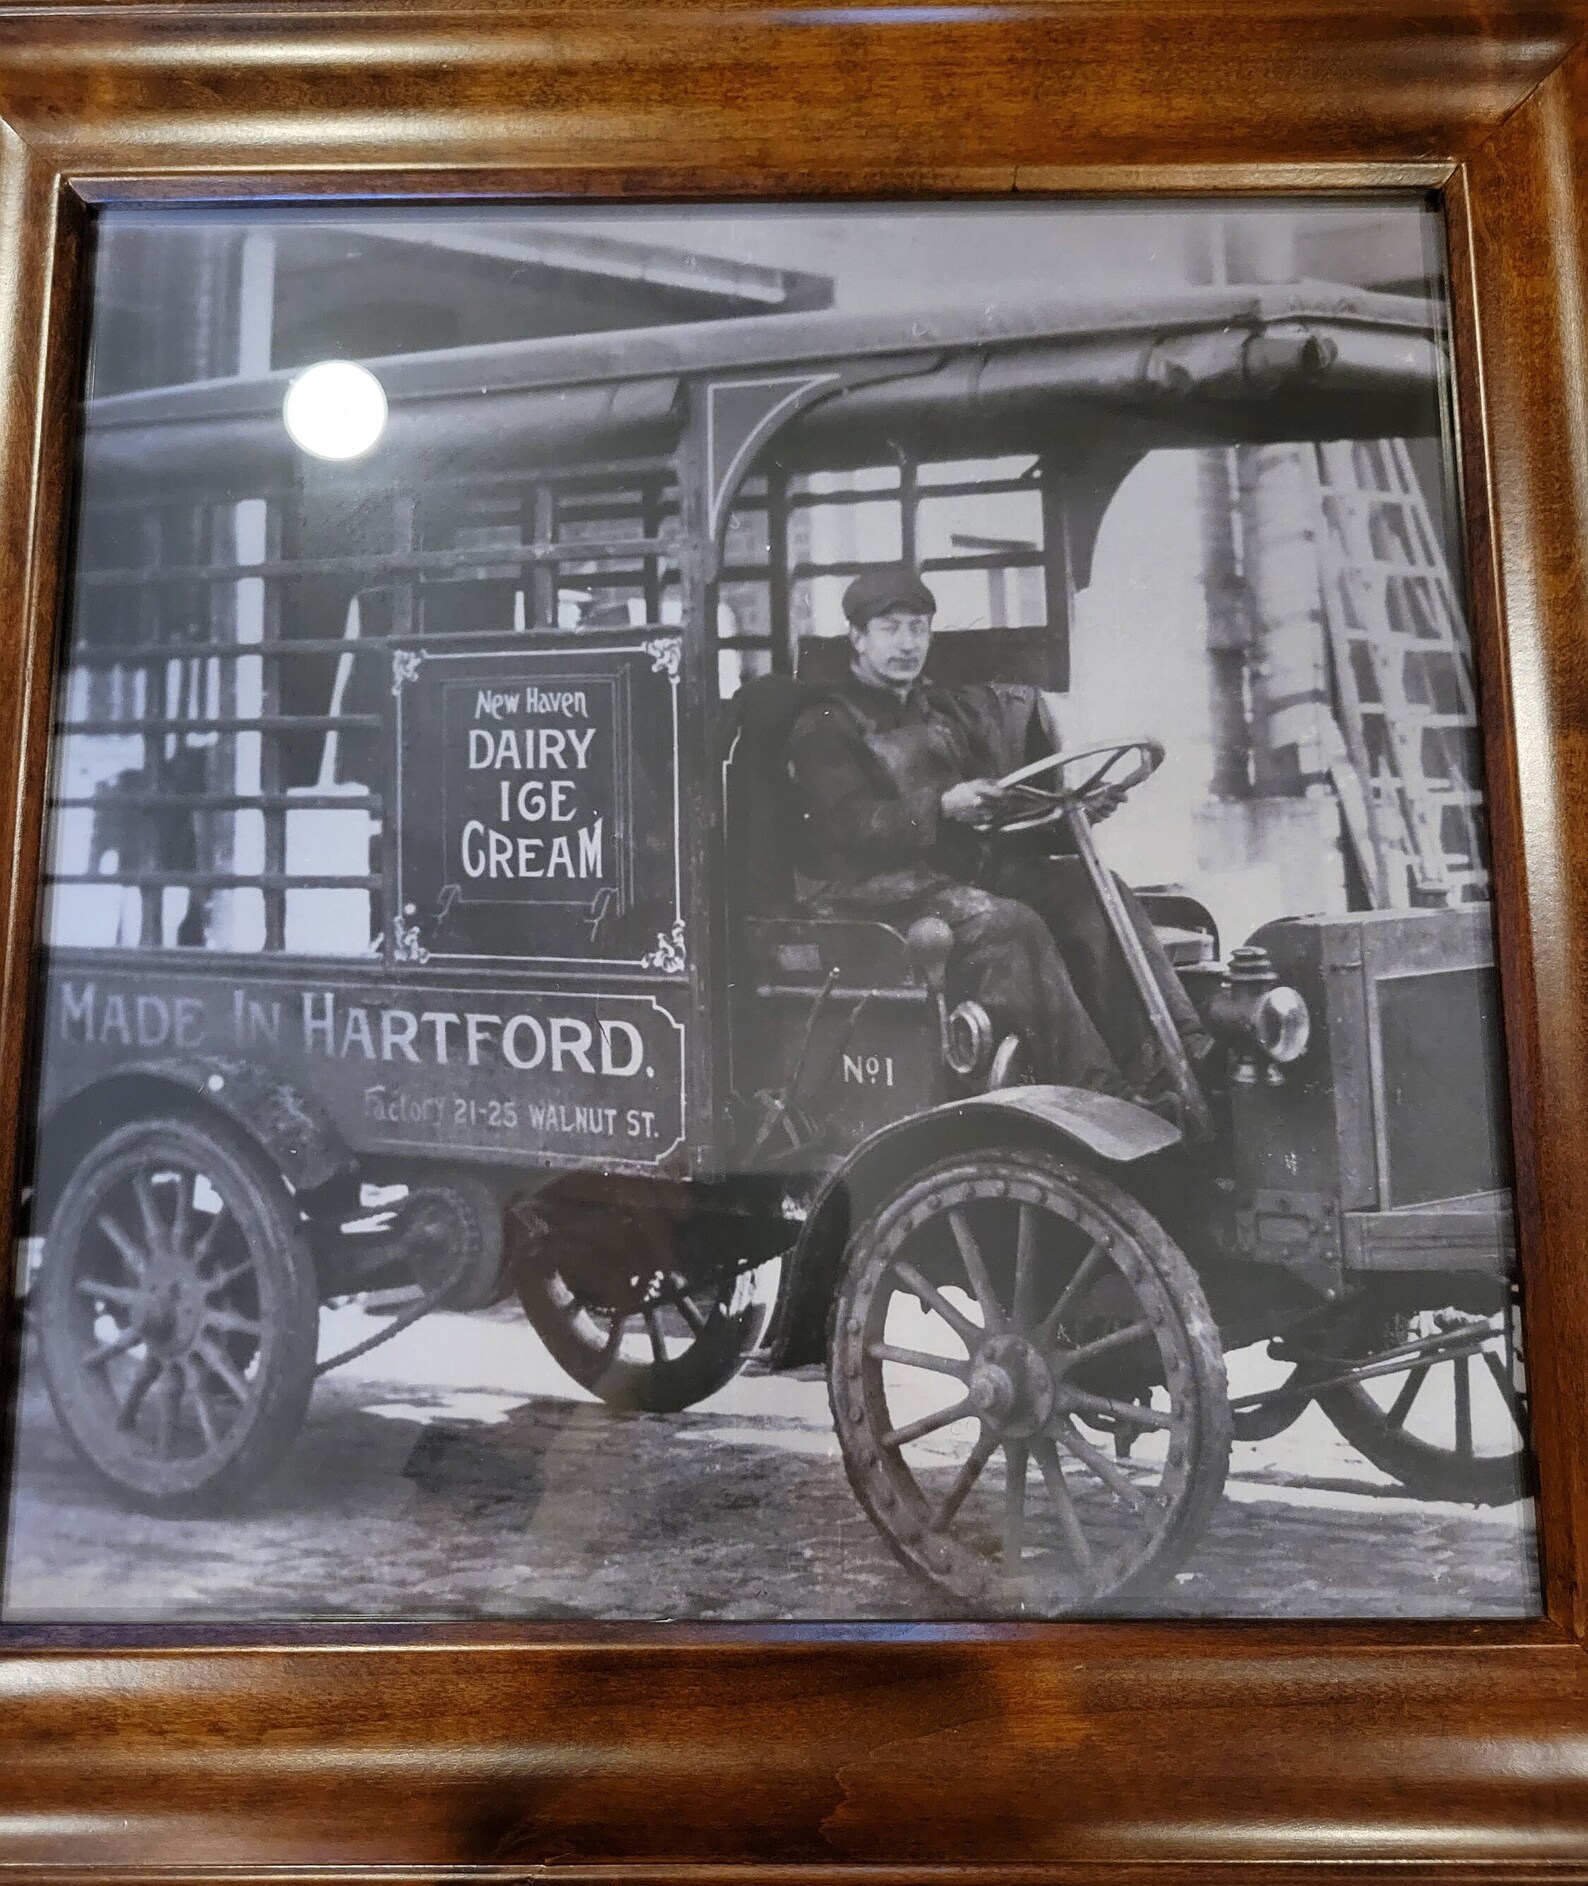 New Haven
DAIRY
ICE
CREAM
MADE IN HARTFORD.
Factory 21-25 WALNUT ST.
No 1